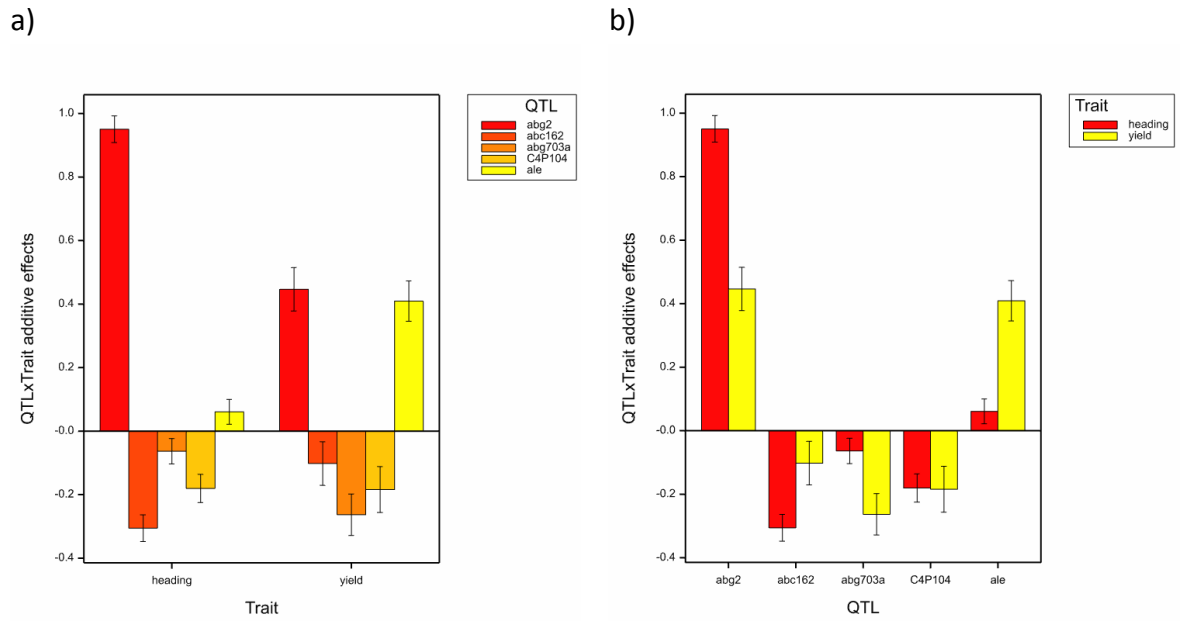 a)
QTLxTrait additive effects
1.0
0.8
0.6
0.4
0.2
-0.0
-0.2
-0.4
heading
yield
Trait
QTL
abg2
abc162
abg703a
C4P104
ale
b)
QTLxTrait additive effects
1.0
0.8
0.6
0.4
0.2
-0.0
-0.2
-0.4
abg2
abc162
abg703a
C4P104
ale
QTL
Trait
heading
yield